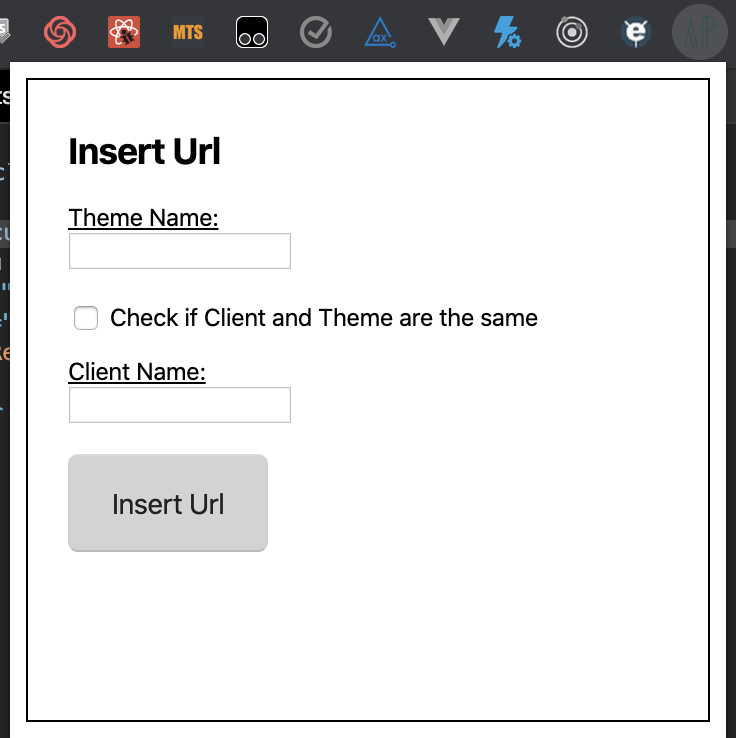 MTS
ax
AP
Insert Url
Theme Name:
Check if Client and Theme are the same
Client Name:
Insert Url